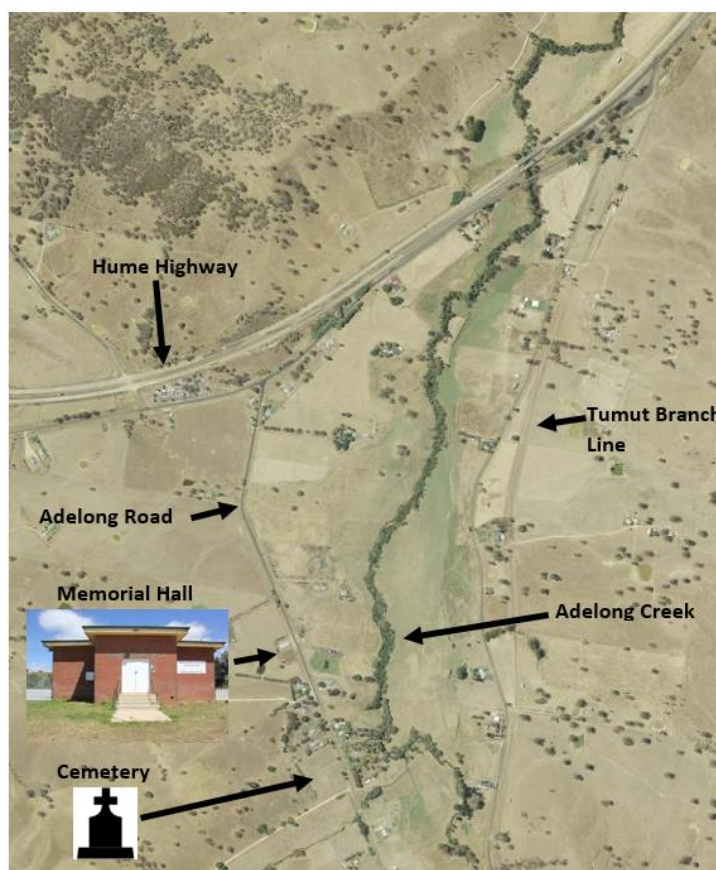 Hume Highway
Tumut Branch
Line
Adelong Road
Memorial Hall
Adelong Creek
Cemetery